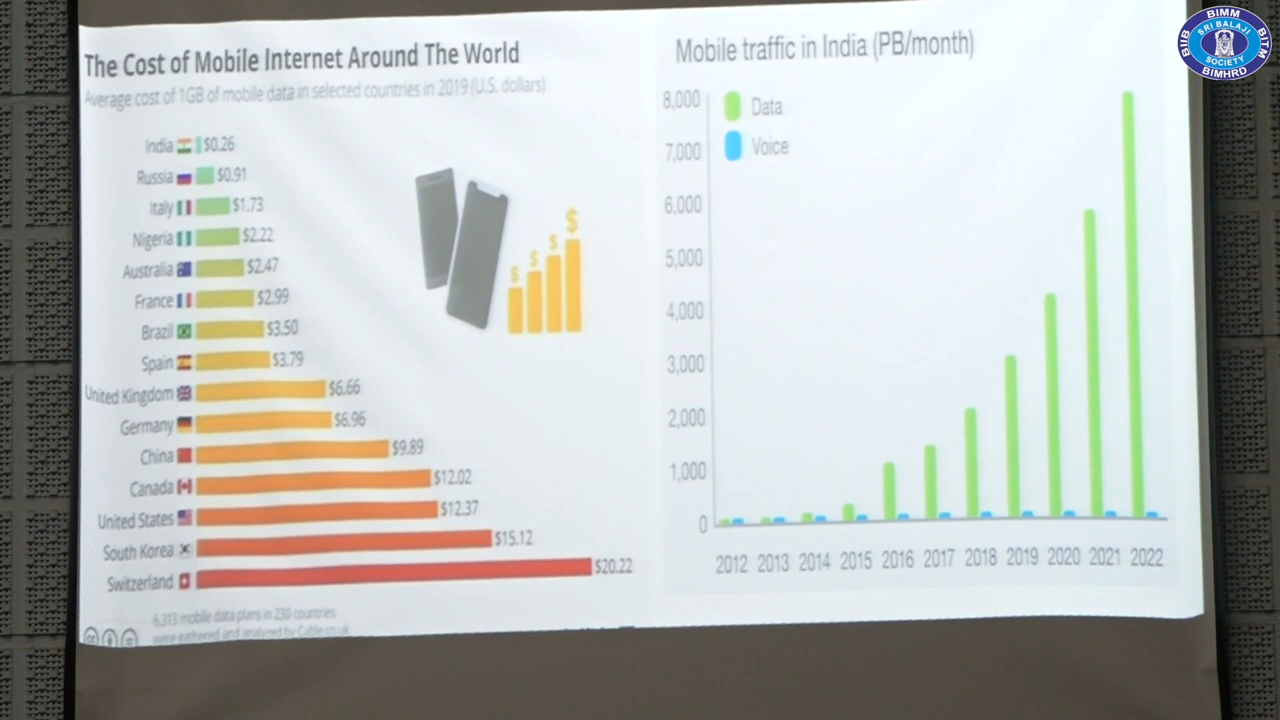 The Cost of Mobile Internet Around The World
Average cost of 1GB of mobile data in selected countries in 2019 (U.S. dollars)
India $0.26
Russia $0.91
Italy $1.73
Nigeria $2.22
Australia $2.47
France $2.99
Brazil $3.50
Spain $3.79
United Kingdom $6.66
Germany $6.96
China $9.89
Canada $12.02
United States $12.37
South Korea $15.12
Switzerland $20.22
6,313 mobile data plans in 230 countries
were gathered and analyzed by Cable.co.uk
$ $ $ $
Mobile traffic in India (PB/month)
Data
Voice
8,000
7,000
6,000
5,000
4,000
3,000
2,000
1,000
0
2012 2013 2014 2015 2016 2017 2018 2019 2020 2021 2022
BIMM
BIIB
BITM
BIMHRD
SRI BALAJI
SOCIETY